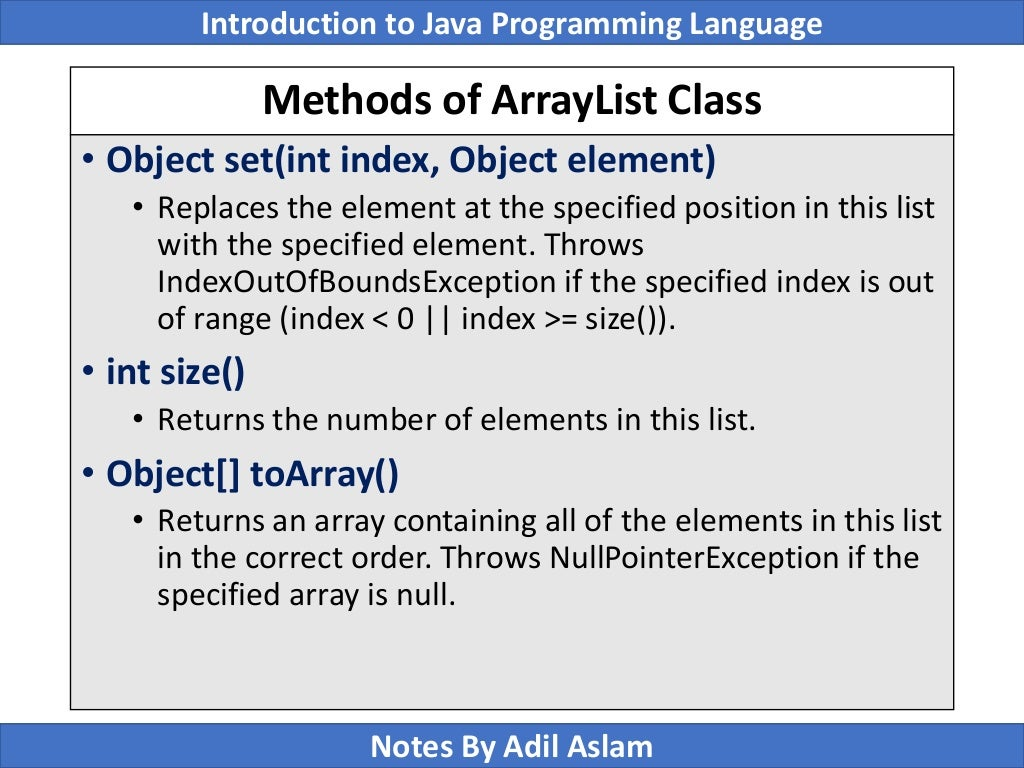 Introduction to Java Programming Language
Methods of ArrayList Class
• Object set(int index, Object element)
• Replaces the element at the specified position in this list
with the specified element. Throws
IndexOutOfBoundsException if the specified index is out
of range (index < 0 || index >= size()).
• int size()
• Returns the number of elements in this list.
• Object[] toArray()
• Returns an array containing all of the elements in this list
in the correct order. Throws NullPointerException if the
specified array is null.
Notes By Adil Aslam